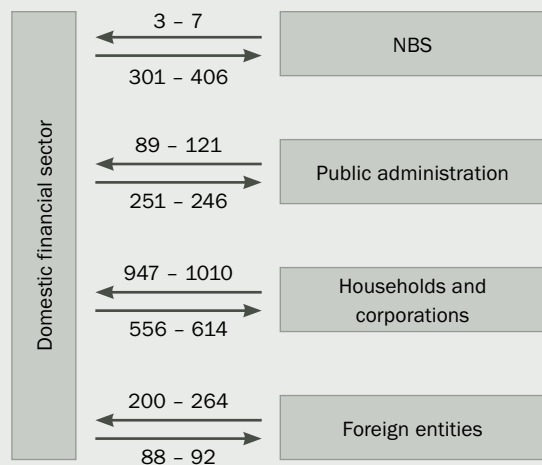 Domestic financial sector
3 – 7
301 – 406
NBS
89 – 121
251 – 246
Public administration
947 – 1010
556 – 614
Households and
corporations
200 – 264
88 – 92
Foreign entities